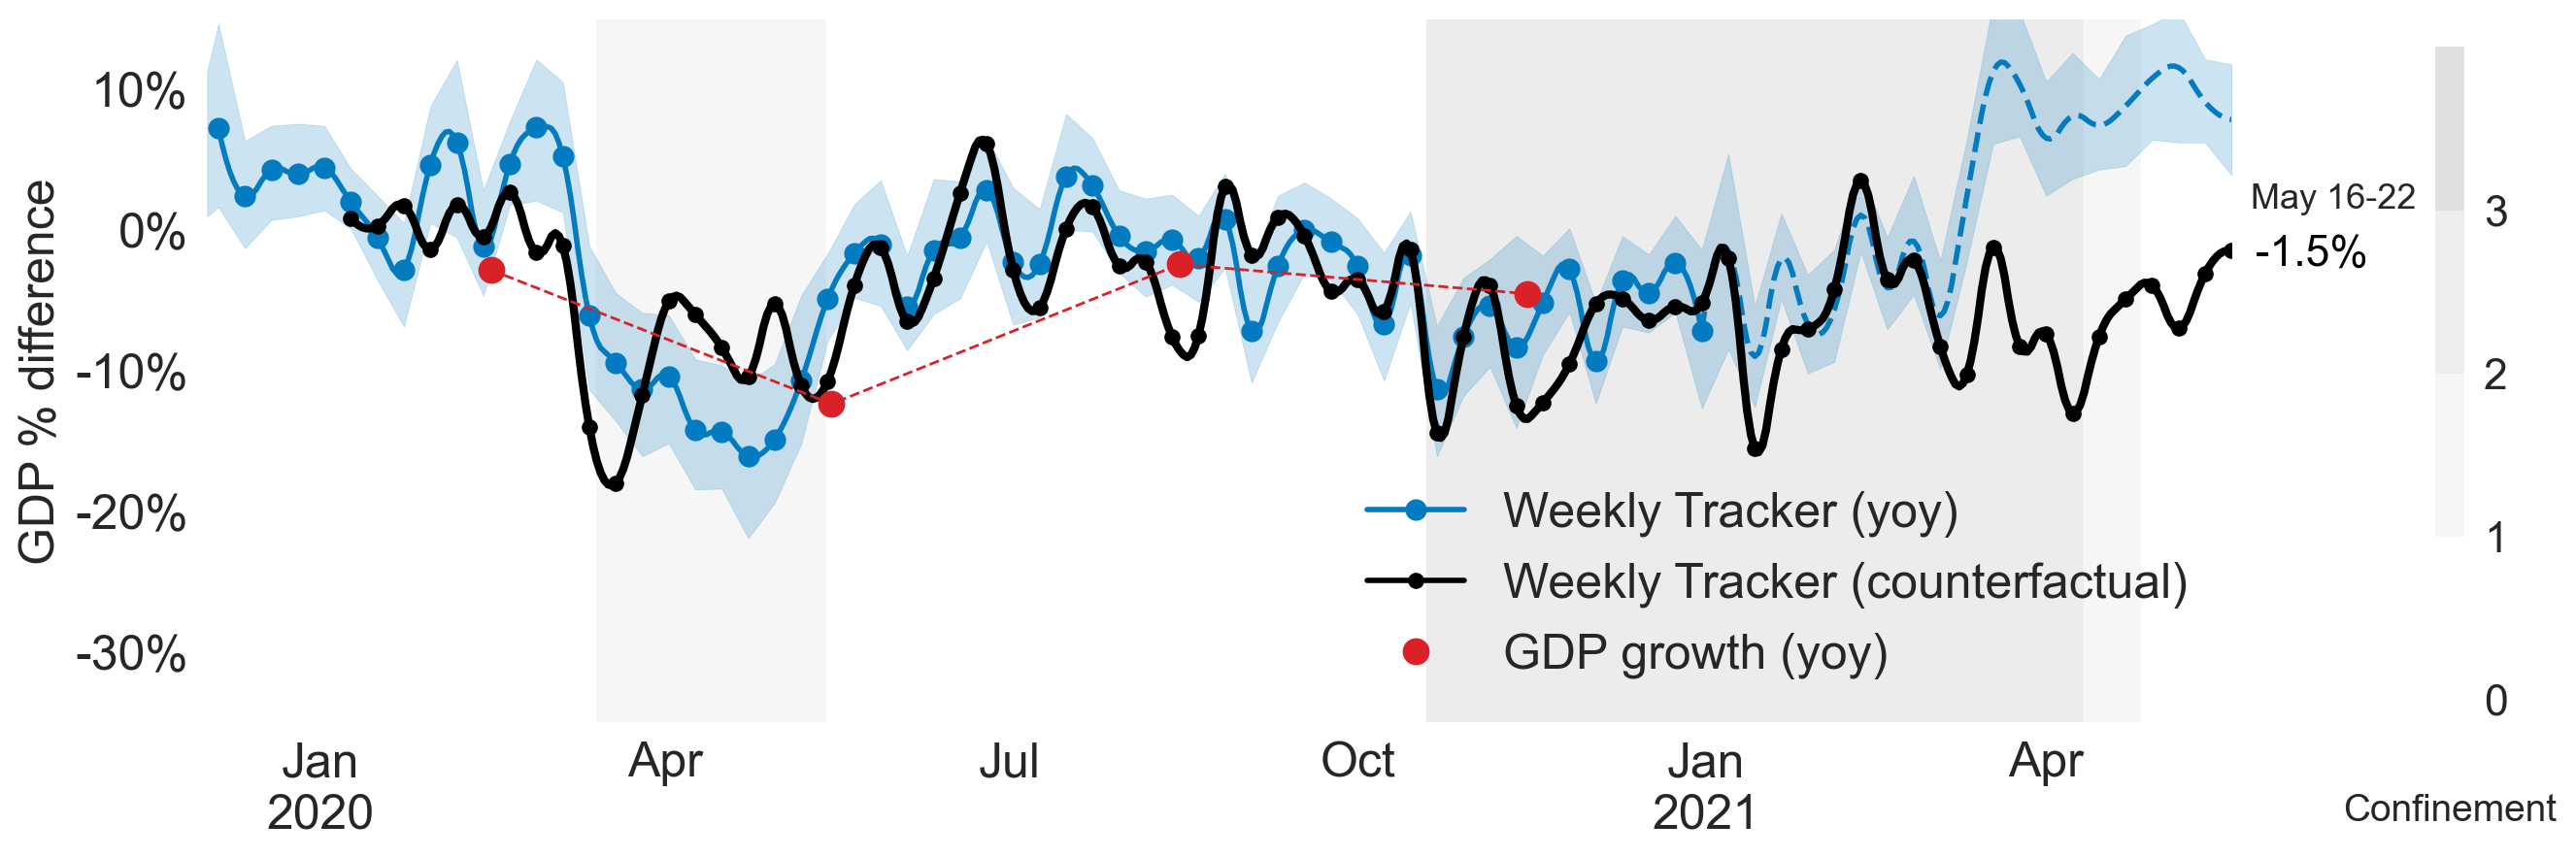 GDP % difference
10%
0%
-10%
-20%
-30%
Jan
2020
Apr
Jul
Oct
Jan
2021
Apr
Weekly Tracker (yoy)
Weekly Tracker (counterfactual)
GDP growth (yoy)
May 16-22
-1.5%
3
2
1
0
Confinement